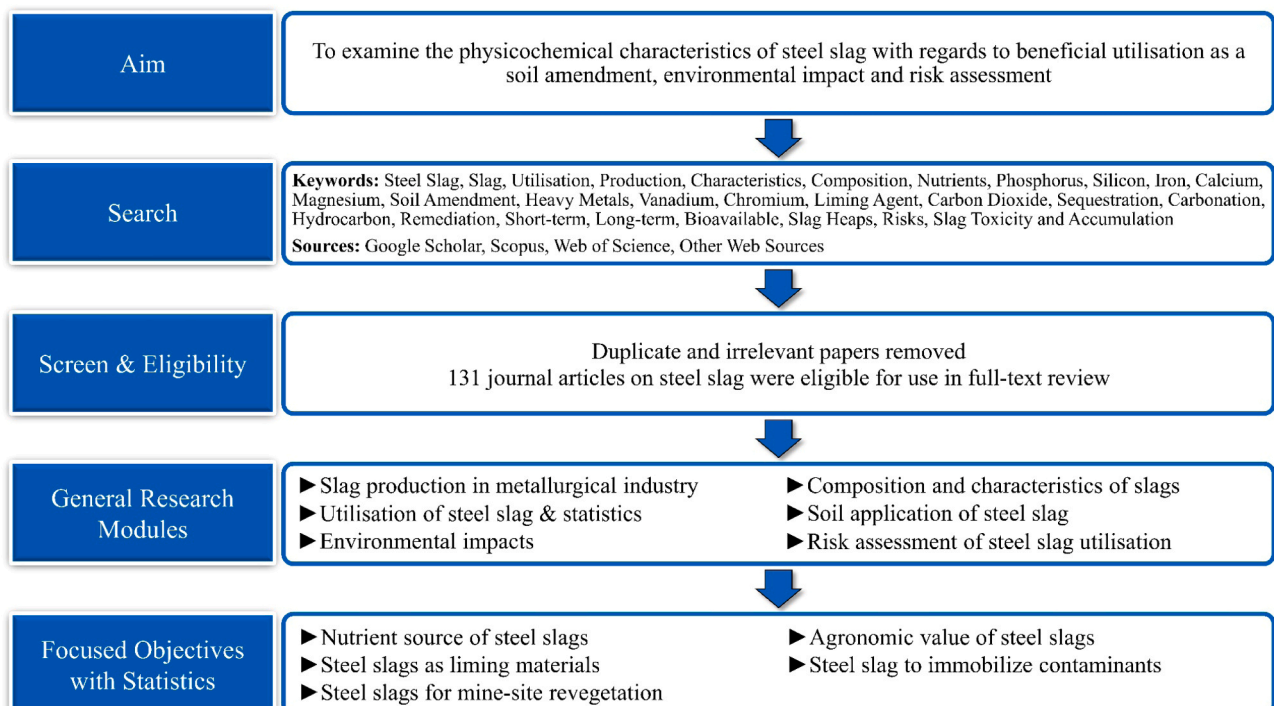 Aim
To examine the physicochemical characteristics of steel slag with regards to beneficial utilisation as a
soil amendment, environmental impact and risk assessment
Search
Keywords: Steel Slag, Slag, Utilisation, Production, Characteristics, Composition, Nutrients, Phosphorus, Silicon, Iron, Calcium,
Magnesium, Soil Amendment, Heavy Metals, Vanadium, Chromium, Liming Agent, Carbon Dioxide, Sequestration, Carbonation,
Hydrocarbon, Remediation, Short-term, Long-term, Bioavailable, Slag Heaps, Risks, Slag Toxicity and Accumulation
Sources: Google Scholar, Scopus, Web of Science, Other Web Sources
Screen & Eligibility
Duplicate and irrelevant papers removed
131 journal articles on steel slag were eligible for use in full-text review
General Research
Modules
►Slag production in metallurgical industry
►Utilisation of steel slag & statistics
►Environmental impacts
►Composition and characteristics of slags
►Soil application of steel slag
►Risk assessment of steel slag utilisation
Focused Objectives
with Statistics
►Nutrient source of steel slags
►Steel slags as liming materials
►Steel slags for mine-site revegetation
►Agronomic value of steel slags
►Steel slag to immobilize contaminants